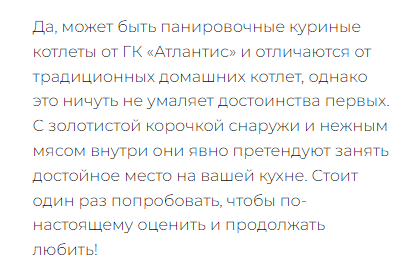 Да, может быть панировочные куриные
котлеты от ГК «Атлантис» и отличаются от
традиционных домашних котлет, однако
это ничуть не умаляет достоинства первых.
С золотистой корочкой снаружи и нежным
мясом внутри они явно претендуют занять
достойное место на вашей кухне. Стоит
один раз попробовать, чтобы по-
настоящему оценить и продолжать
любить!